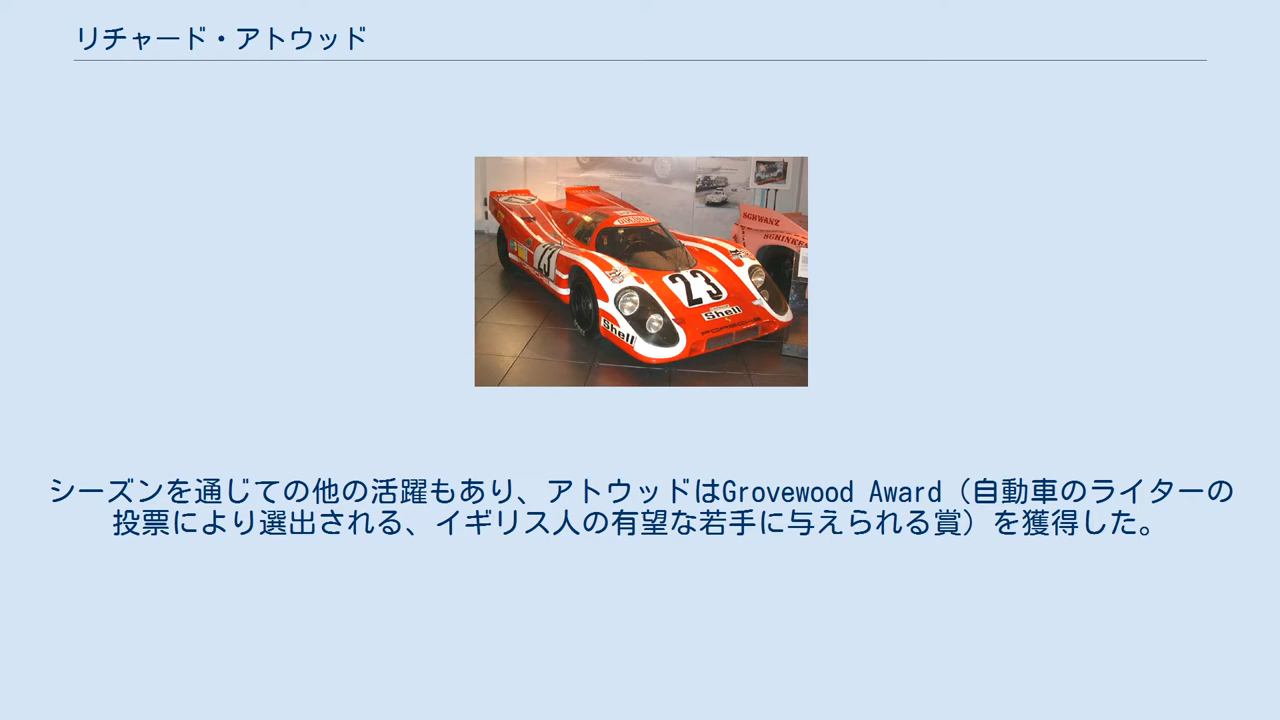 リチャード・アトウッド
SCHWANZ
SCHINKEN
23
23
Shell
Shell
PORSCHE
シーズンを通じての他の活躍もあり、アトウッドはGrovewood Award（自動車のライターの
投票により選出される、イギリス人の有望な若手に与えられる賞）を獲得した。